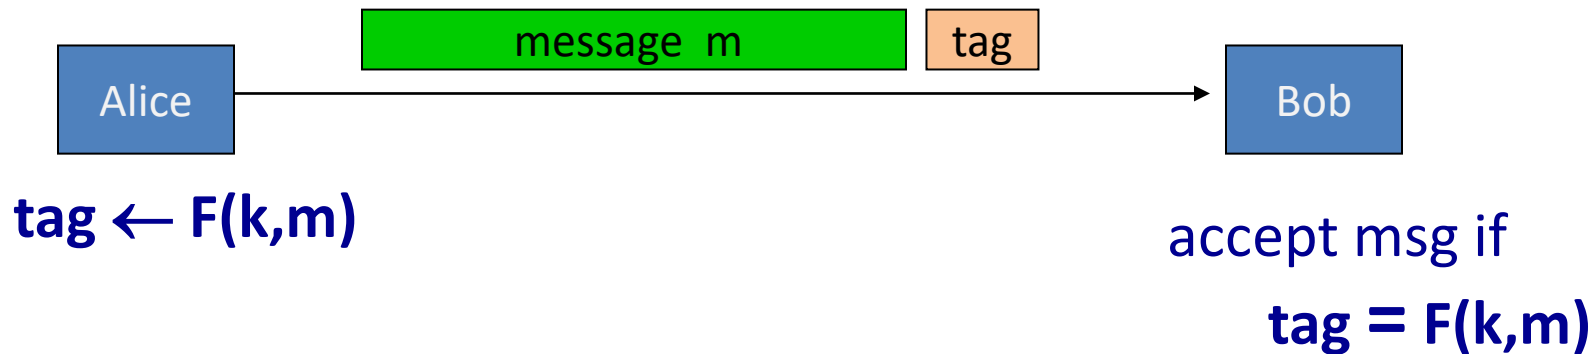 message m
tag
Alice
Bob
tag ← F(k,m)
accept msg if
tag = F(k,m)